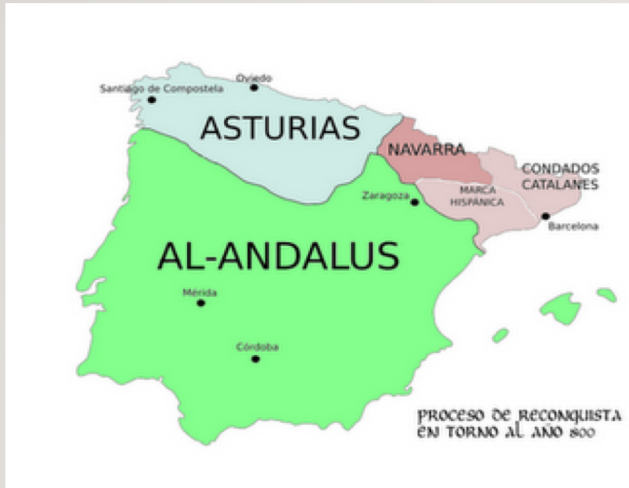 Oviedo
Santiago de Compostela
ASTURIAS
NAVARRA
CONDADOS
CATALANES
MARCA
HISPÁNICA
Zaragoza
Barcelona
AL-ANDALUS
Mérida
Córdoba
PROCESO DE RECONQUISTA
EN TORNO AL AÑO 800